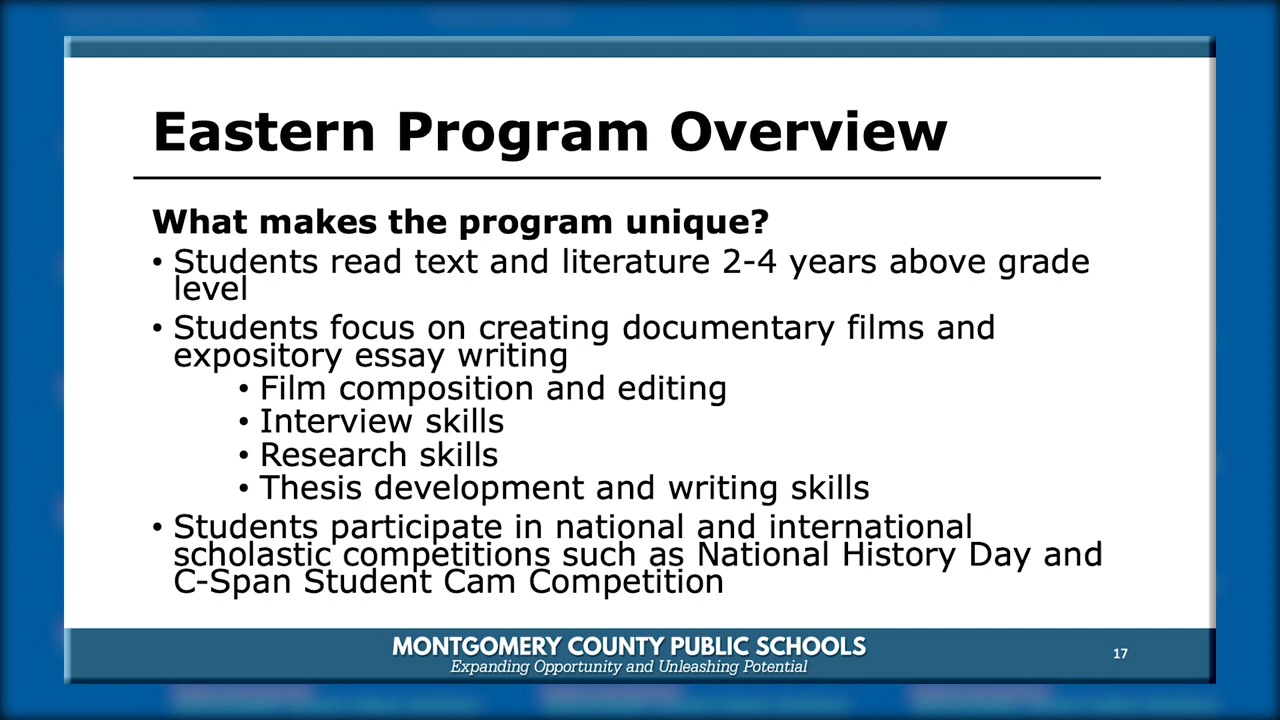 Eastern Program Overview
What makes the program unique?
• Students read text and literature 2-4 years above grade
level
• Students focus on creating documentary films and
expository essay writing
• Film composition and editing
• Interview skills
• Research skills
• Thesis development and writing skills
• Students participate in national and international
scholastic competitions such as National History Day and
C-Span Student Cam Competition
MONTGOMERY COUNTY PUBLIC SCHOOLS
Expanding Opportunity and Unleashing Potential
17